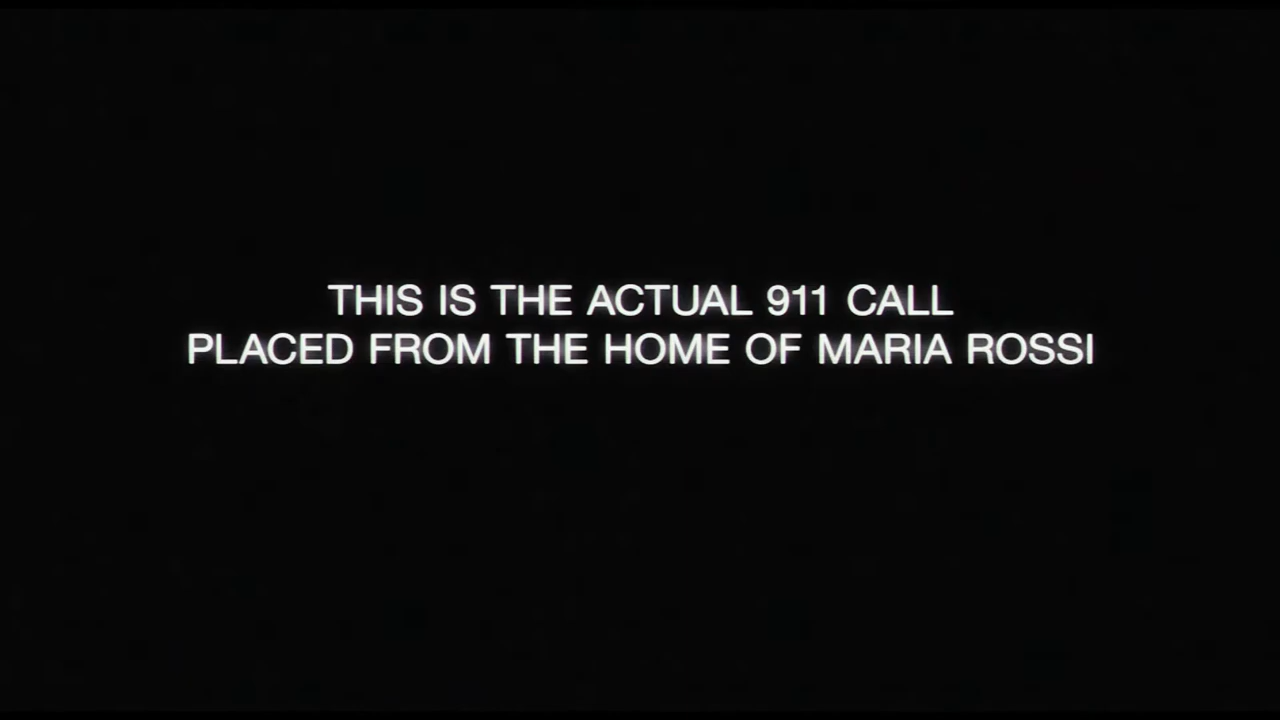 THIS IS THE ACTUAL 911 CALL
PLACED FROM THE HOME OF MARIA ROSSI